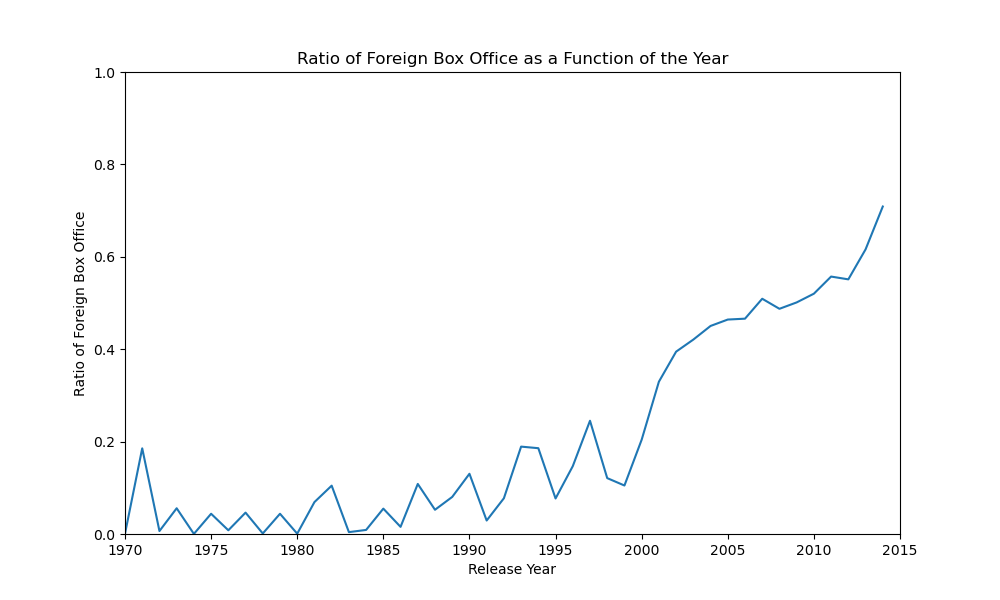 Ratio of Foreign Box Office as a Function of the Year
1.0
0.8
0.6
0.4
0.2
0.0
Ratio of Foreign Box Office
1970 1975 1980 1985 1990 1995 2000 2005 2010 2015
Release Year